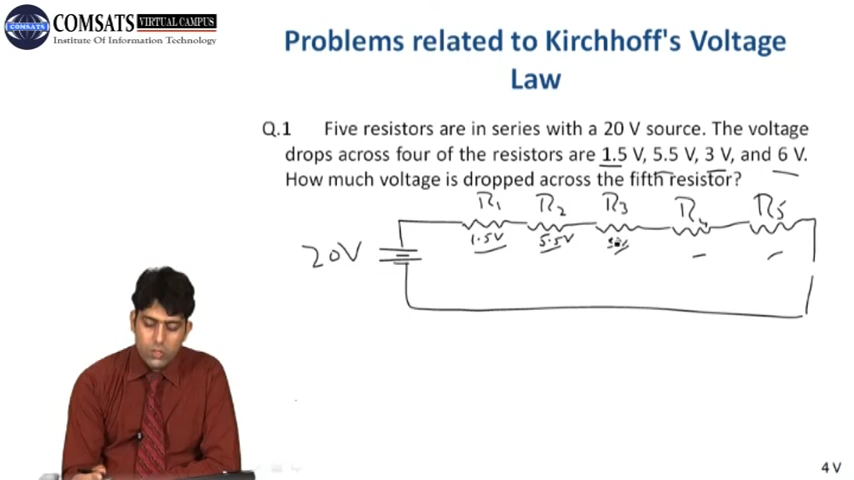 COMSATS VIRTUAL CAMPUS
Institute Of Information Technology
COMSATS
Problems related to Kirchhoff's Voltage
Law
Q.1 Five resistors are in series with a 20 V source. The voltage
drops across four of the resistors are 1.5 V, 5.5 V, 3 V, and 6 V.
How much voltage is dropped across the fifth resistor?
R1 R2 R3 R4 R5
1.5V 5.5V
20V
4 V